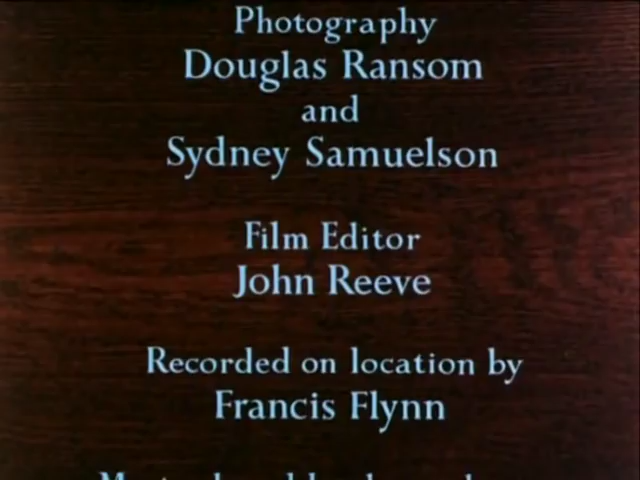 Photography
Douglas Ransom
and
Sydney Samuelson
Film Editor
John Reeve
Recorded on location by
Francis Flynn